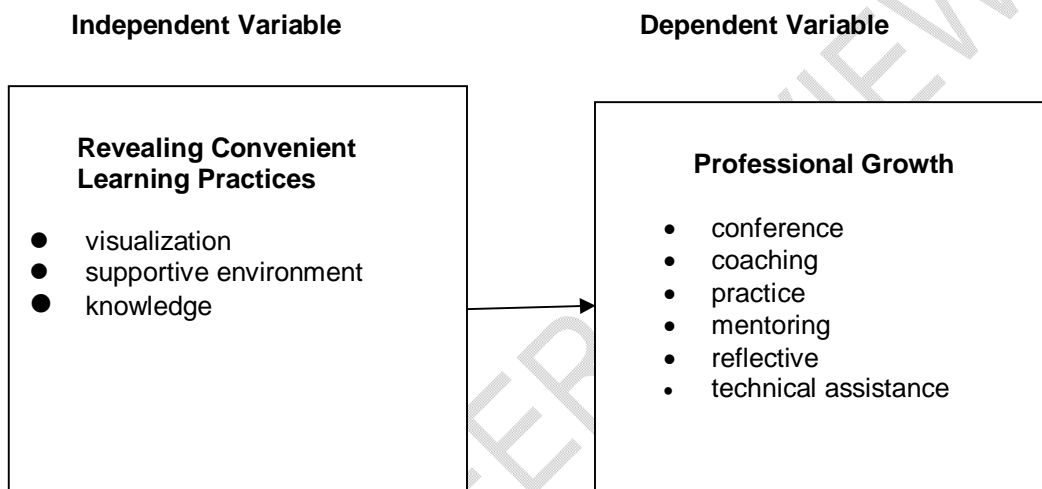 Independent Variable
Dependent Variable
Revealing Convenient
Learning Practices
● visualization
● supportive environment
● knowledge
Professional Growth
• conference
• coaching
• practice
• mentoring
• reflective
• technical assistance